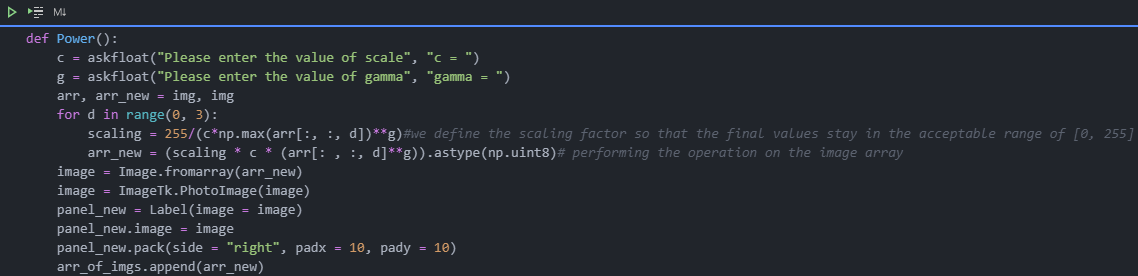 M↓
def Power():
    c = askfloat("Please enter the value of scale", "c = ")
    g = askfloat("Please enter the value of gamma", "gamma = ")
    arr, arr_new = img, img
    for d in range(0, 3):
        scaling = 255/(c*np.max(arr[:, :, d])**g)#we define the scaling factor so that the final values stay in the acceptable range of [0, 255]
        arr_new = (scaling * c * (arr[: , :, d]**g)).astype(np.uint8)# performing the operation on the image array
    image = Image.fromarray(arr_new)
    image = ImageTk.PhotoImage(image)
    panel_new = Label(image = image)
    panel_new.image = image
    panel_new.pack(side = "right", padx = 10, pady = 10)
    arr_of_imgs.append(arr_new)